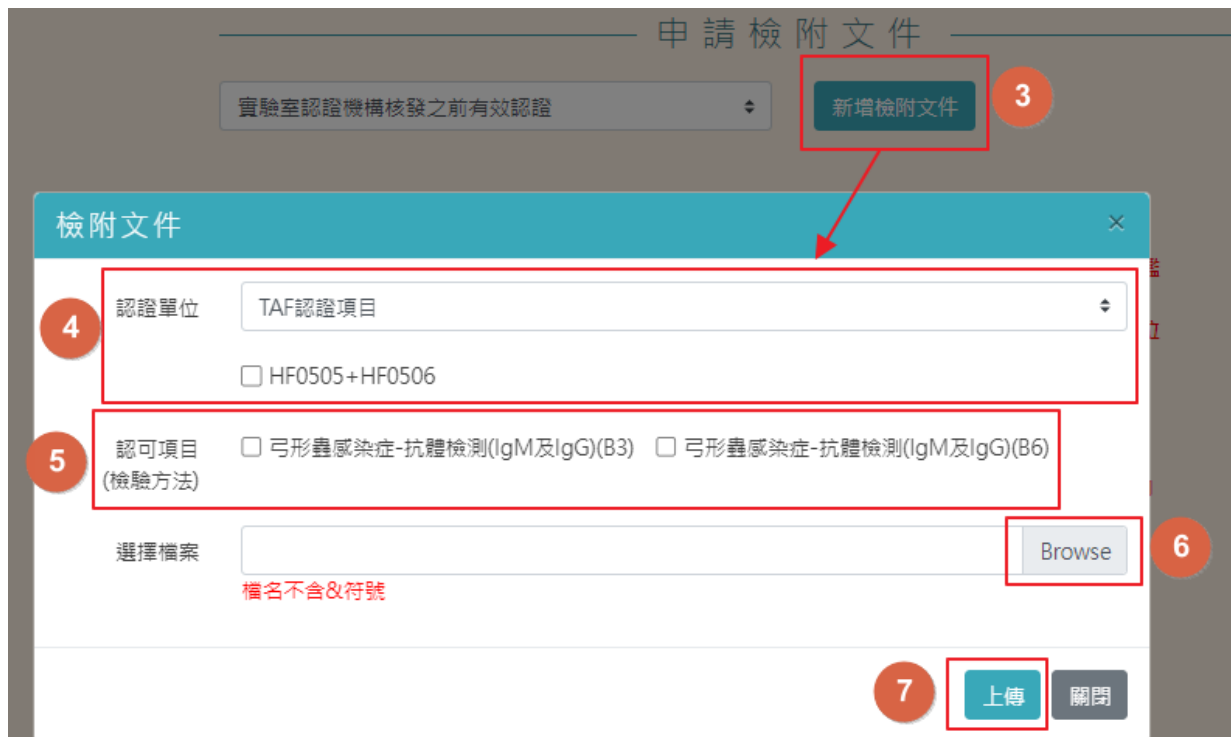 申請檢附文件
實驗室認證機構核發之前有效認證 新增檢附文件 3
檢附文件 ×
4 認證單位 TAF認證項目
HF0505+HF0506
5 認可項目 弓形蟲感染症-抗體檢測(IgM及IgG)(B3) 弓形蟲感染症-抗體檢測(IgM及IgG)(B6)
(檢驗方法)
選擇檔案 Browse 6
檔名不含&符號
7 上傳 關閉